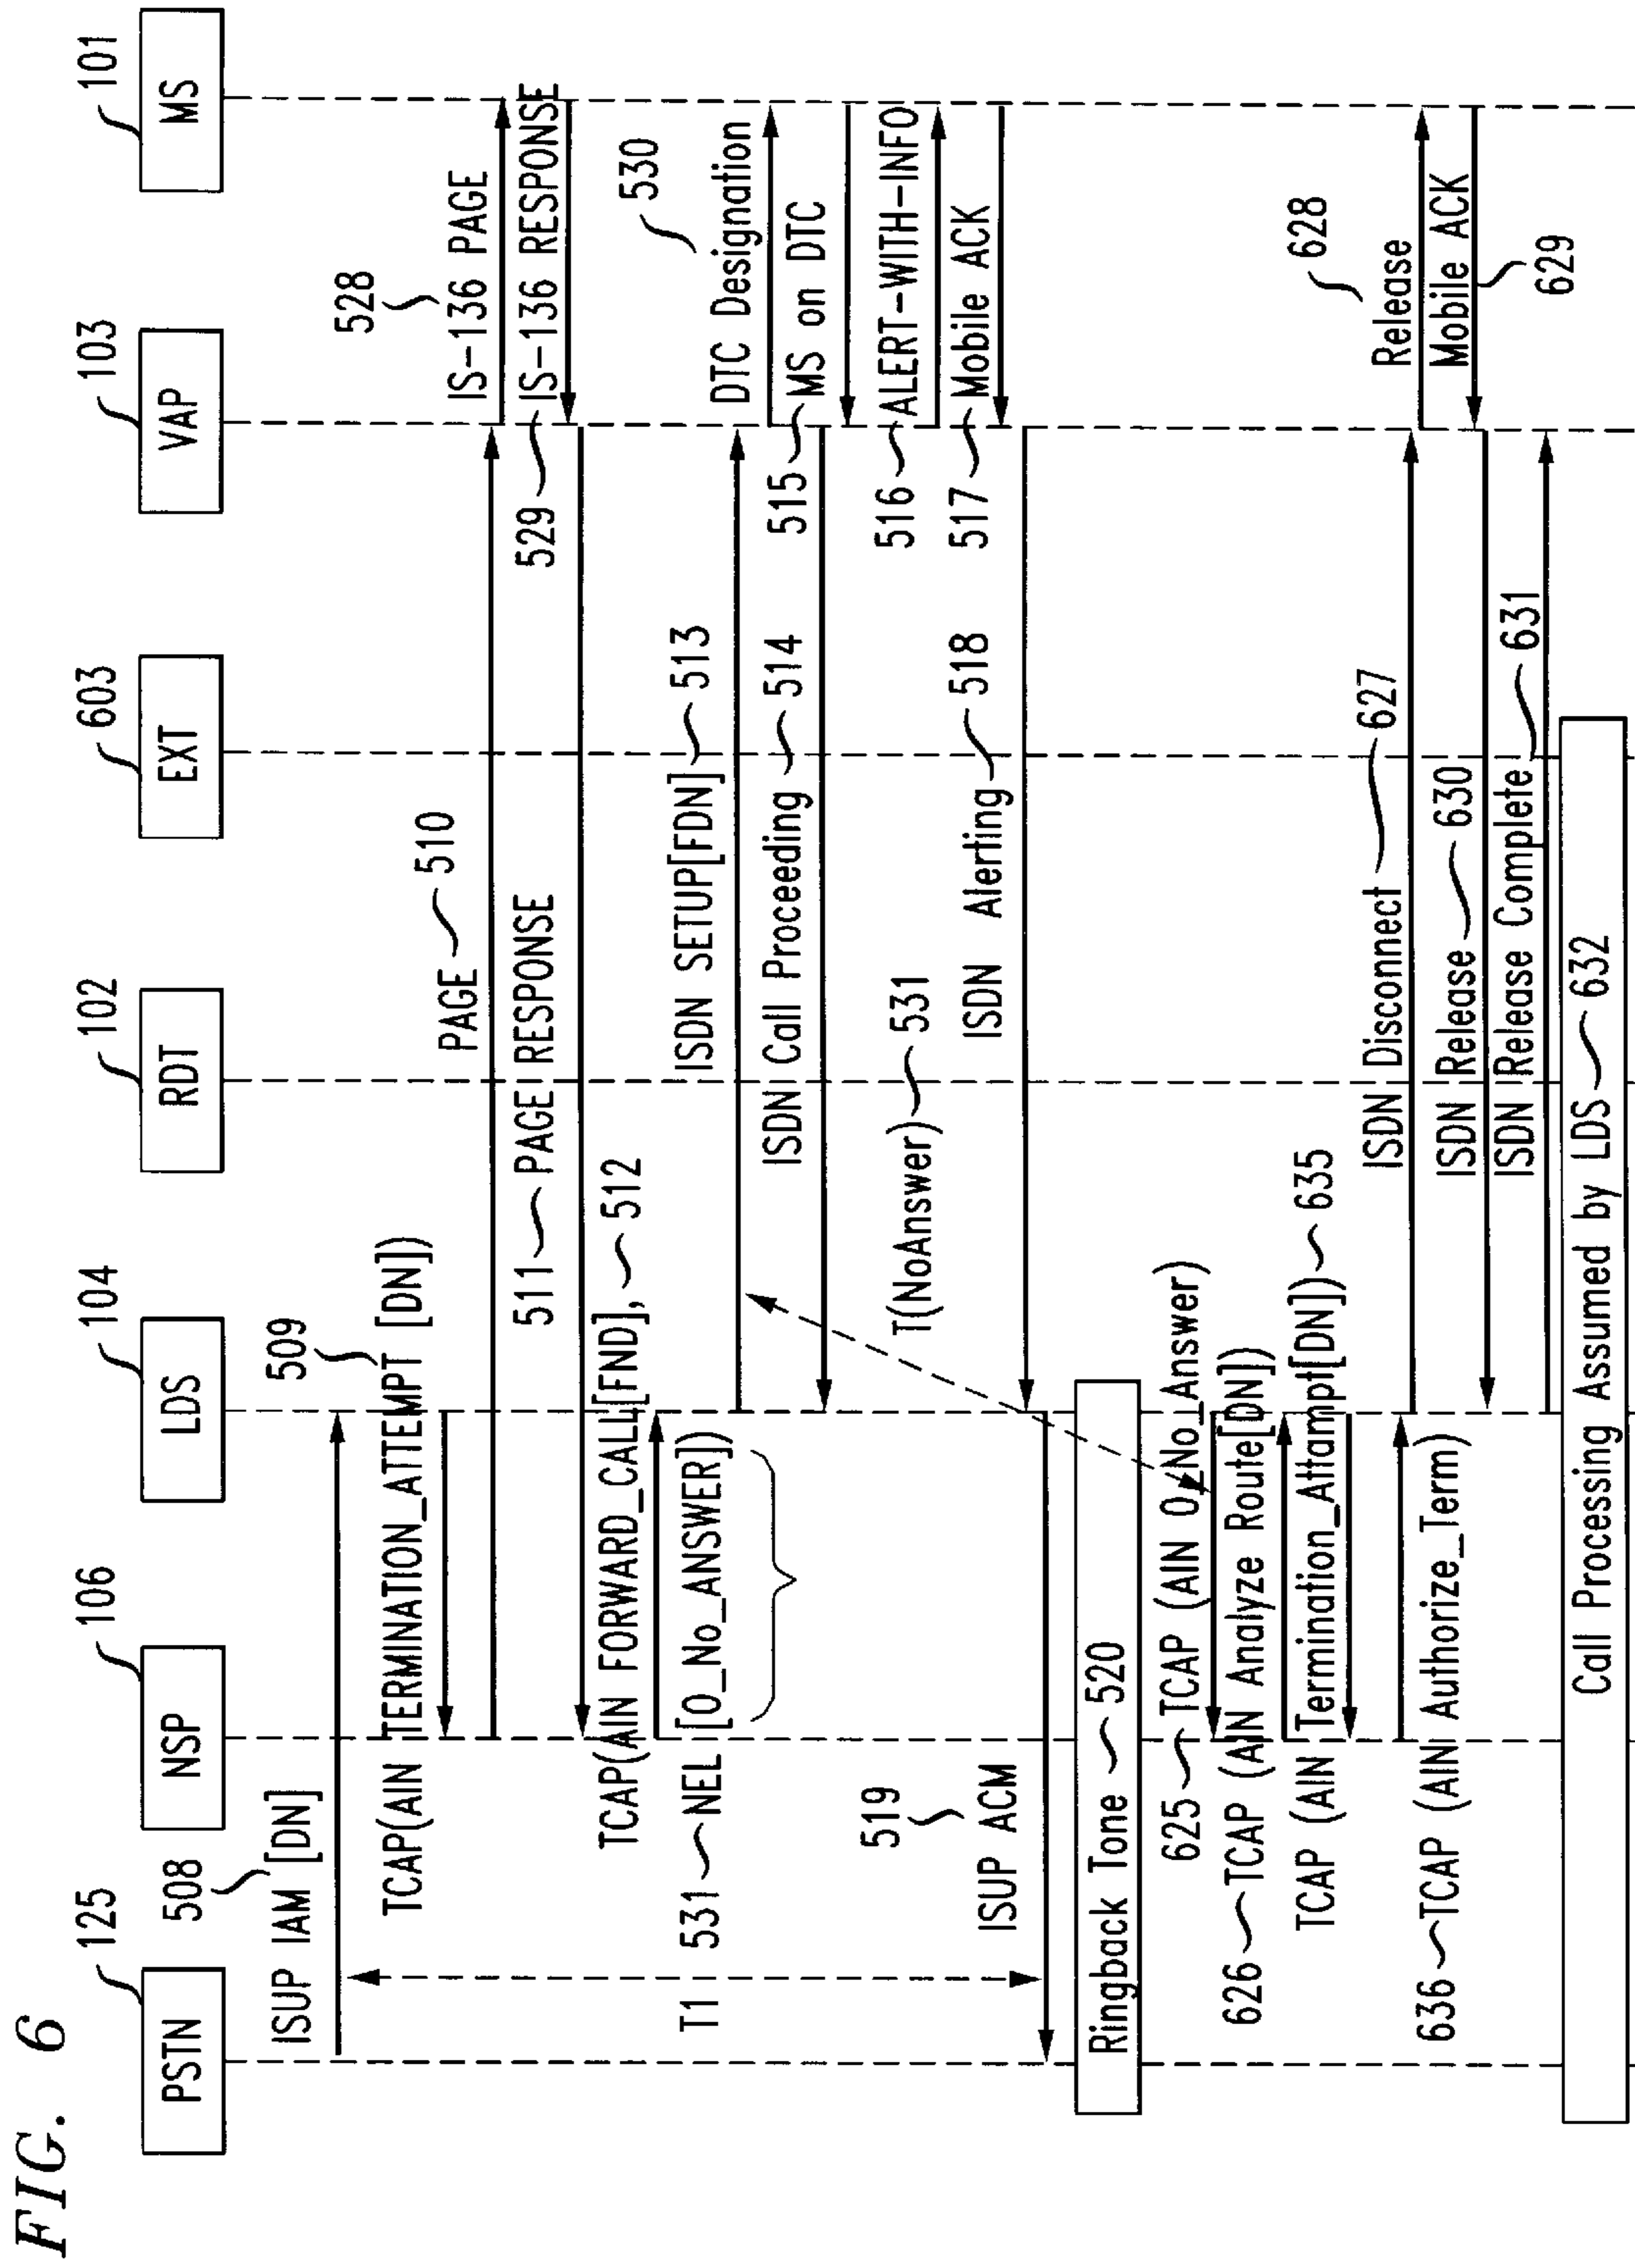 FIG. 6
125
PSTN
106
NSP
104
LDS
102
RDT
603
EXT
103
VAP
101
MS
508
ISUP IAM [DN]
509
TCAP(AIN TERMINATION_ATTEMPT [DN])
528
IS-136 PAGE
PAGE 510
529 IS-136 RESPONSE
511 PAGE RESPONSE
TCAP(AIN FORWARD_CALL[FND], 512
531 NEL [O_No_ANSWER])
T1
ISDN SETUP[FDN] 513
530
DTC Designation
ISDN Call Proceeding 514
515 MS on DTC
516 ALERT-WITH-INFO
T(NoAnswer) 531
517 Mobile ACK
ISDN Alerting 518
519
ISUP ACM
Ringback Tone 520
625 TCAP (AIN O_No_Answer)
626 TCAP (AIN Analyze Route[DN])
TCAP (AIN Termination_Attampt[DN]) 635
636 TCAP (AIN Authorize_Term)
ISDN Disconnect 627
628
Release
Mobile ACK
629
ISDN Release 630
ISDN Release Complete 631
Call Processing Assumed by LDS 632